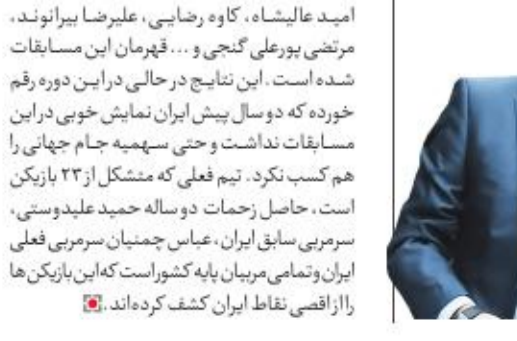 امید عالیشاه، کاوه رضایی، علیرضا بیرانوند،
مرتضی پورعلی گنجی و ... قهرمان این مسابقات
شده است. این نتایج در حالی در این دوره رقم
خورده که دو سال پیش ایران نمایش خوبی در این
مسابقات نداشت و حتی سهمیه جام جهانی را
هم کسب نکرد. تیم فعلی که متشکل از ۲۳ بازیکن
است، حاصل زحمات دو ساله حمید علیدوستی،
سرمربی سابق ایران، عباس چمنیان سرمربی فعلی
ایران و تمامی مربیان پایه کشور است که این بازیکن ها
را از اقصی نقاط ایران کشف کرده‌اند.